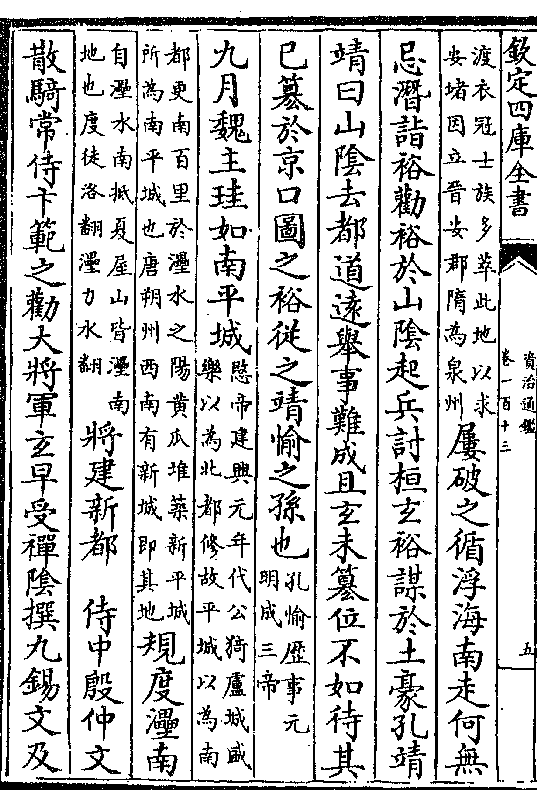 欽定四庫全書
資治通鑑
卷一百十三
五
渡衣冠士族多萃此地以求
安堵因立晉安郡隋為泉州
屢破之循浮海南走何無
忌潛詣裕勸裕於山陰起兵討桓玄裕謀於土豪孔靖
靖曰山陰去都道逺舉事難成且玄未簒位不如待其
已簒於京口圖之裕從之靖愉之孫也
孔愉歴事元
明成三帝
九月魏主珪如南平城
愍帝建興元年代公猗盧城盛
樂以為北都修故平城以為南
都更南百里於㶟水之陽黄瓜堆築新平城
所為南平城也唐朔州西南有新城即其地
規度㶟南
自㶟水南抵夏屋山皆㶟南
地也度徒洛翻㶟力水翻
將建新都　侍中殷仲文
散騎常侍卞範之勸大將軍玄早受禪陰撰九錫文及